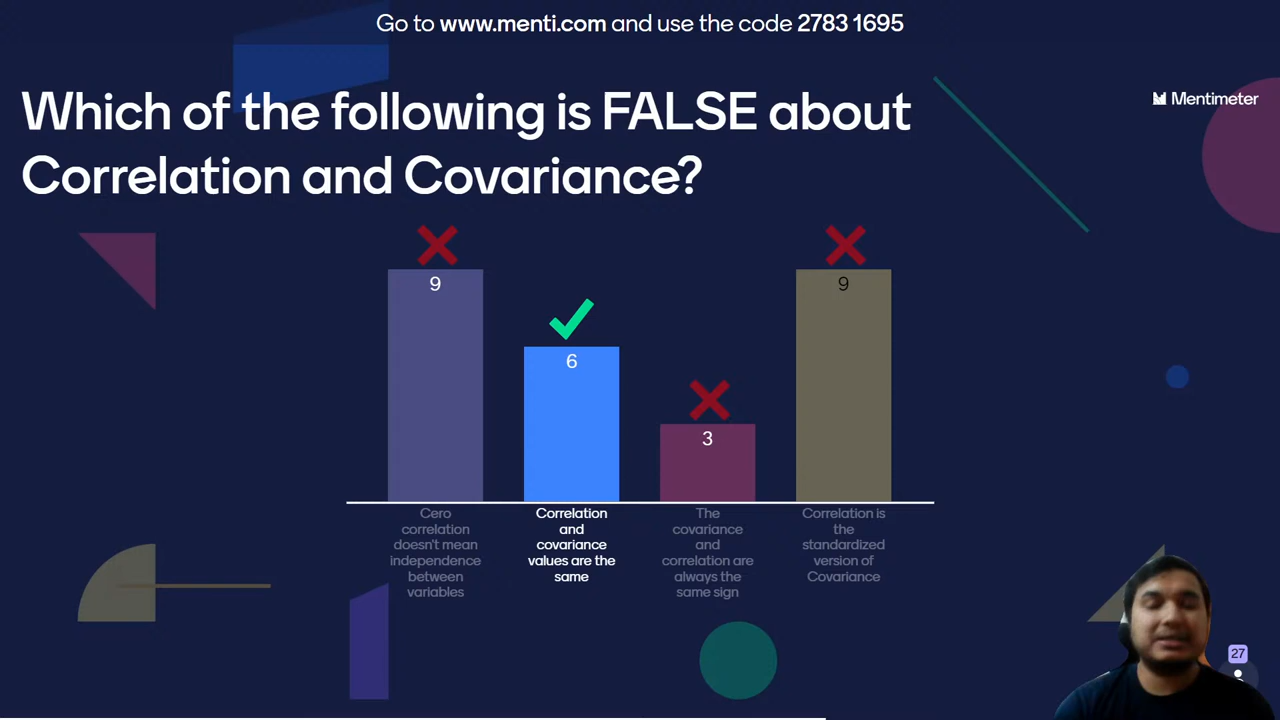 Go to www.menti.com and use the code 2783 1695
Which of the following is FALSE about
Correlation and Covariance?
Mentimeter
9
6
3
9
Cero
correlation
doesn't mean
independence
between
variables
Correlation
and
covariance
values are the
same
The
covariance
and
correlation are
always the
same sign
Correlation is
the
standardized
version of
Covariance
27